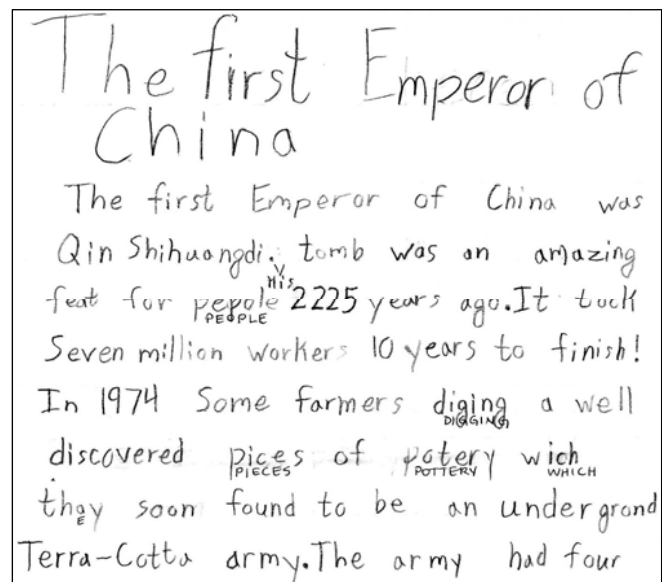 The first Emperor of
China
The first Emperor of China was
Qin Shihuangdi. tomb was an amazing
His
feat for pepole 2225 years ago. It tuck
PEOPLE
Seven million workers 10 years to finish!
In 1974 Some farmers diging a well
DIGGING
discovered pices of potery wich
PIECES POTTERY WHICH
thay soon found to be an undergrond
E
Terra-Cotta army. The army had four